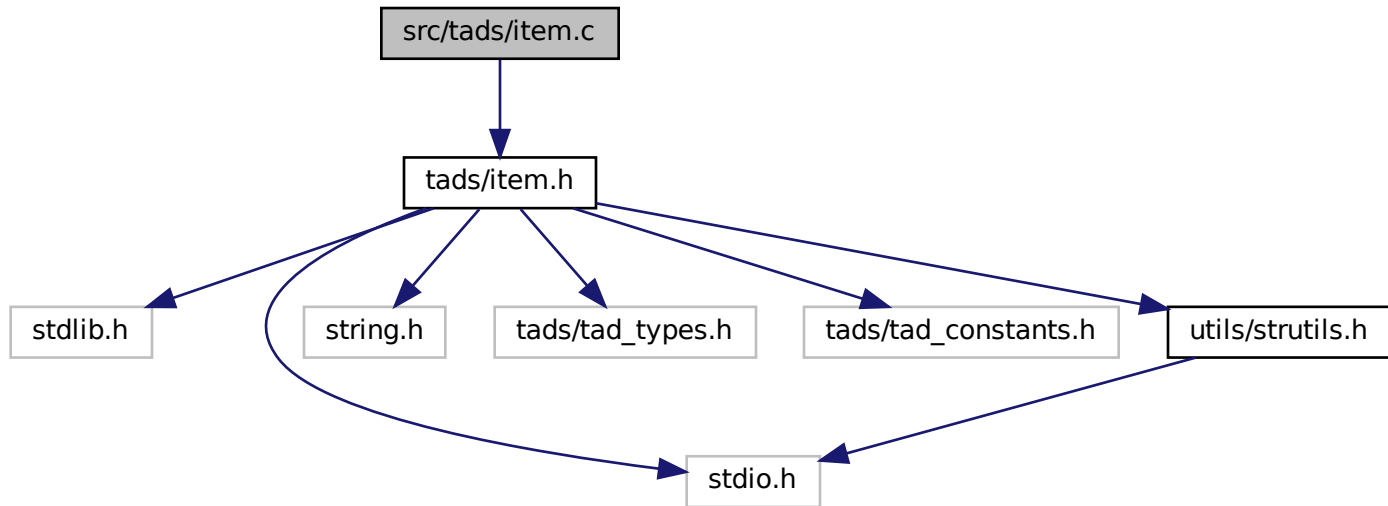 src/tads/item.c
tads/item.h
stdlib.h
string.h
tads/tad_types.h
tads/tad_constants.h
utils/strutils.h
stdio.h